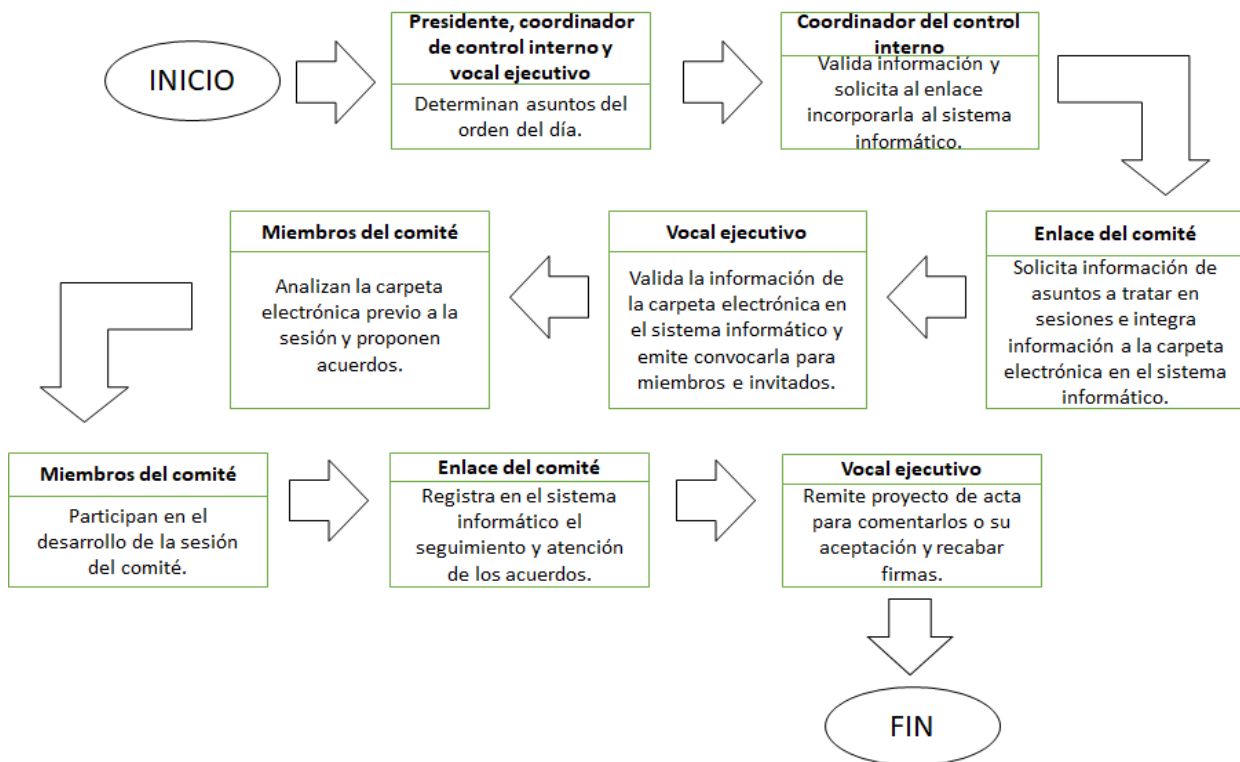 INICIO
Presidente, coordinador
de control interno y
vocal ejecutivo
Determinan asuntos del
orden del día.
Coordinador del control
interno
Valida información y
solicita al enlace
incorporarla al sistema
informático.
Enlace del comité
Solicita información de
asuntos a tratar en
sesiones e integra
información a la carpeta
electrónica en el sistema
informático.
Vocal ejecutivo
Valida la información de
la carpeta electrónica en
el sistema informático y
emite convocarla para
miembros e invitados.
Miembros del comité
Analizan la carpeta
electrónica previo a la
sesión y proponen
acuerdos.
Miembros del comité
Participan en el
desarrollo de la sesión
del comité.
Enlace del comité
Registra en el sistema
informático el
seguimiento y atención
de los acuerdos.
Vocal ejecutivo
Remite proyecto de acta
para comentarlos o su
aceptación y recabar
firmas.
FIN